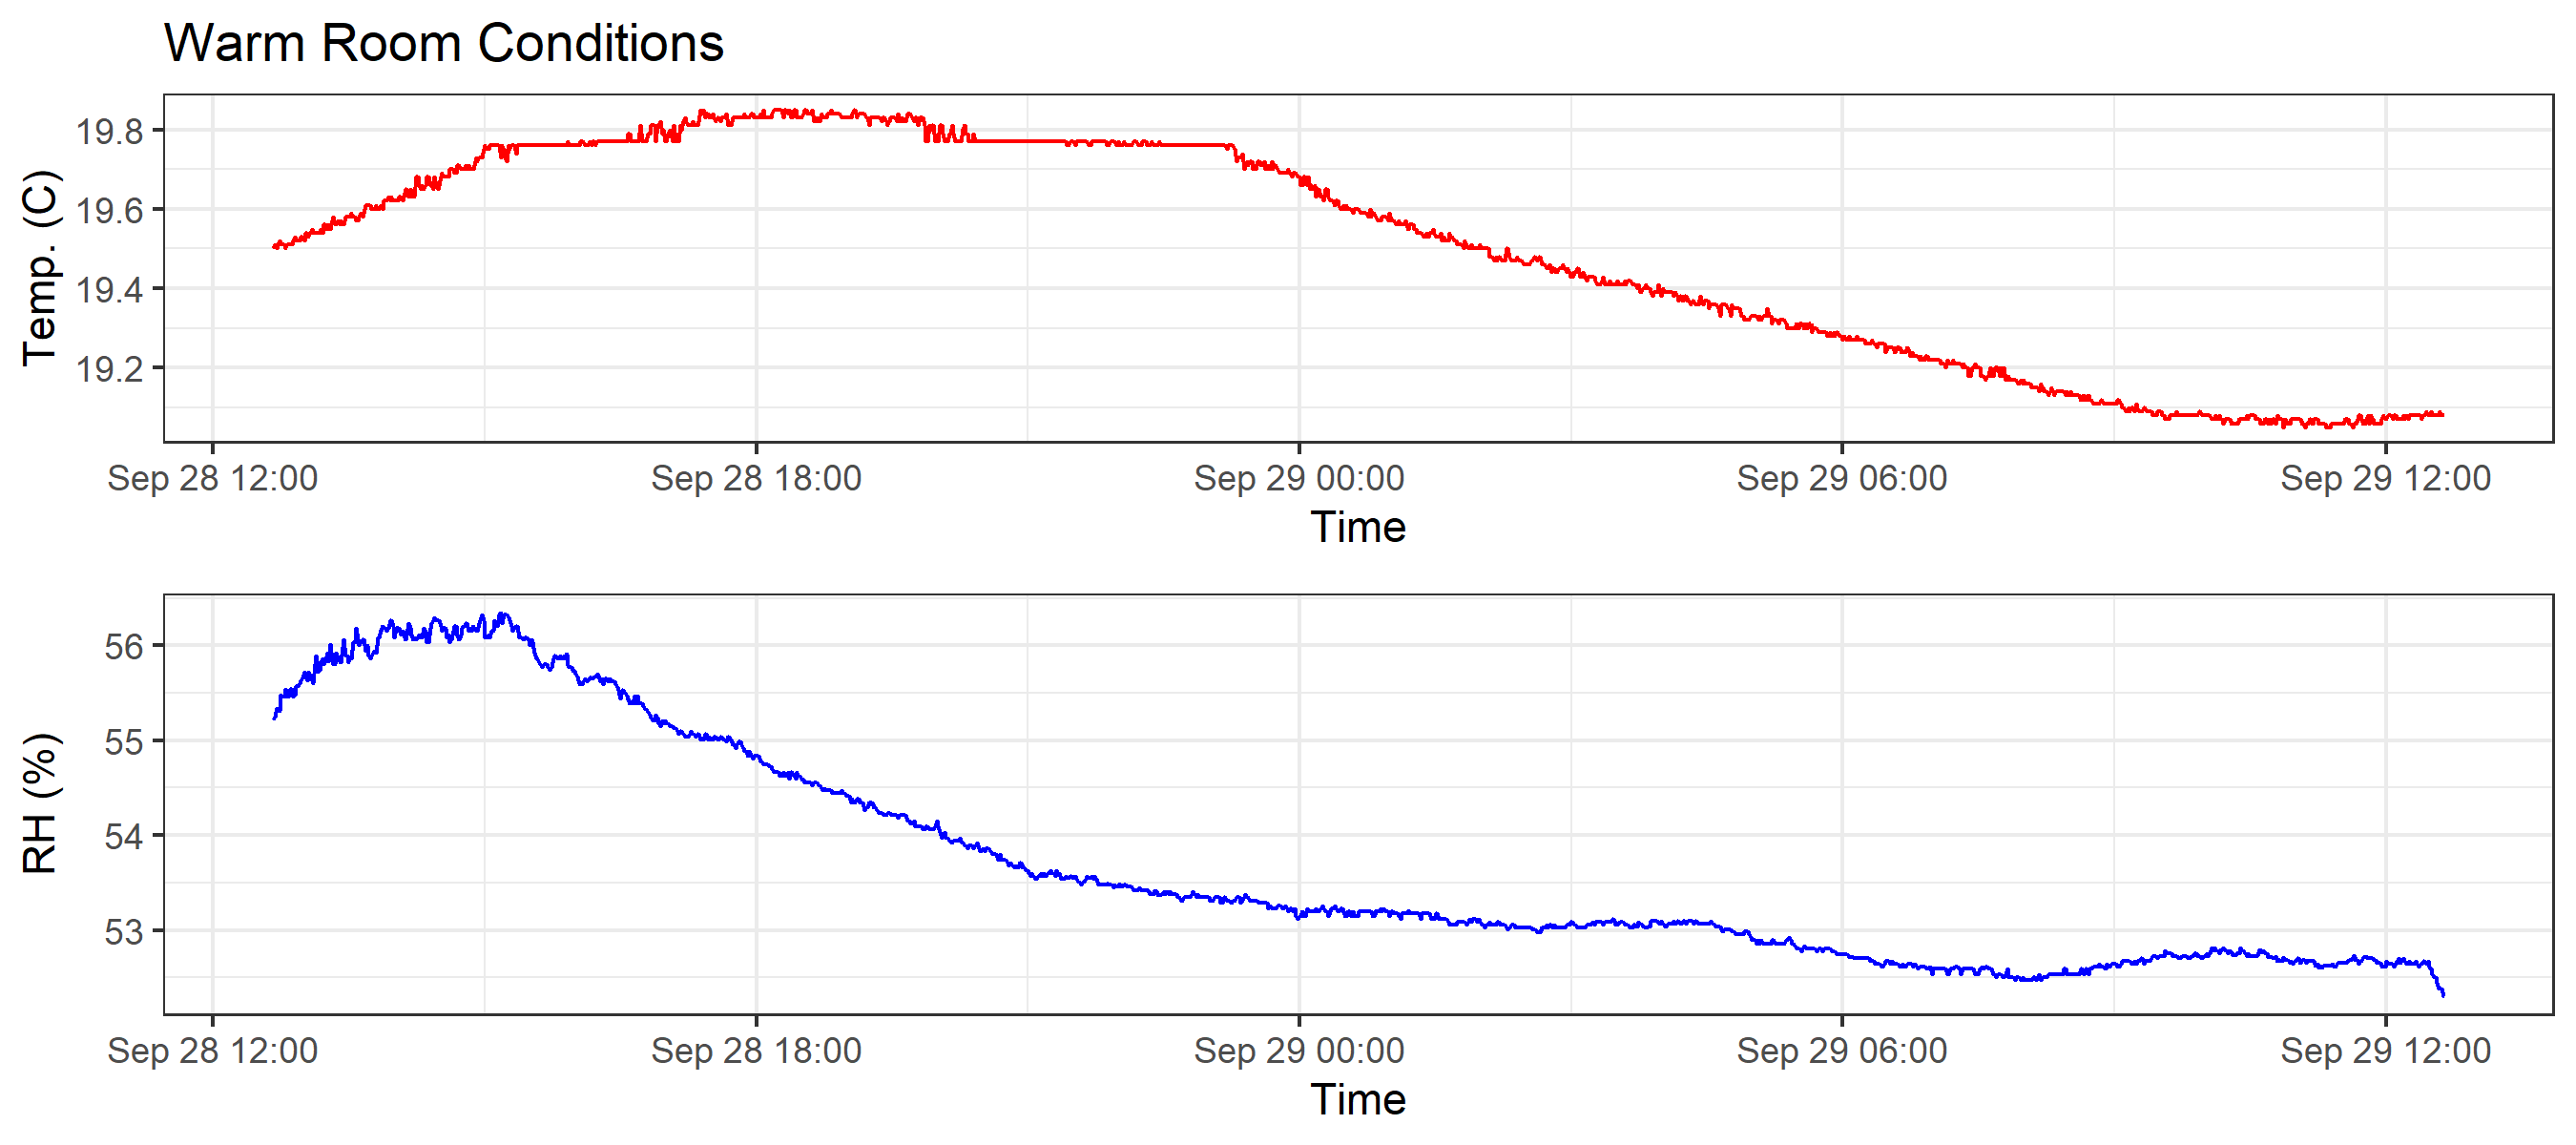 Warm Room Conditions
Temp. (C)
19.8
19.6
19.4
19.2
Sep 28 12:00 Sep 28 18:00 Sep 29 00:00 Sep 29 06:00 Sep 29 12:00
Time
RH (%)
56
55
54
53
Sep 28 12:00 Sep 28 18:00 Sep 29 00:00 Sep 29 06:00 Sep 29 12:00
Time